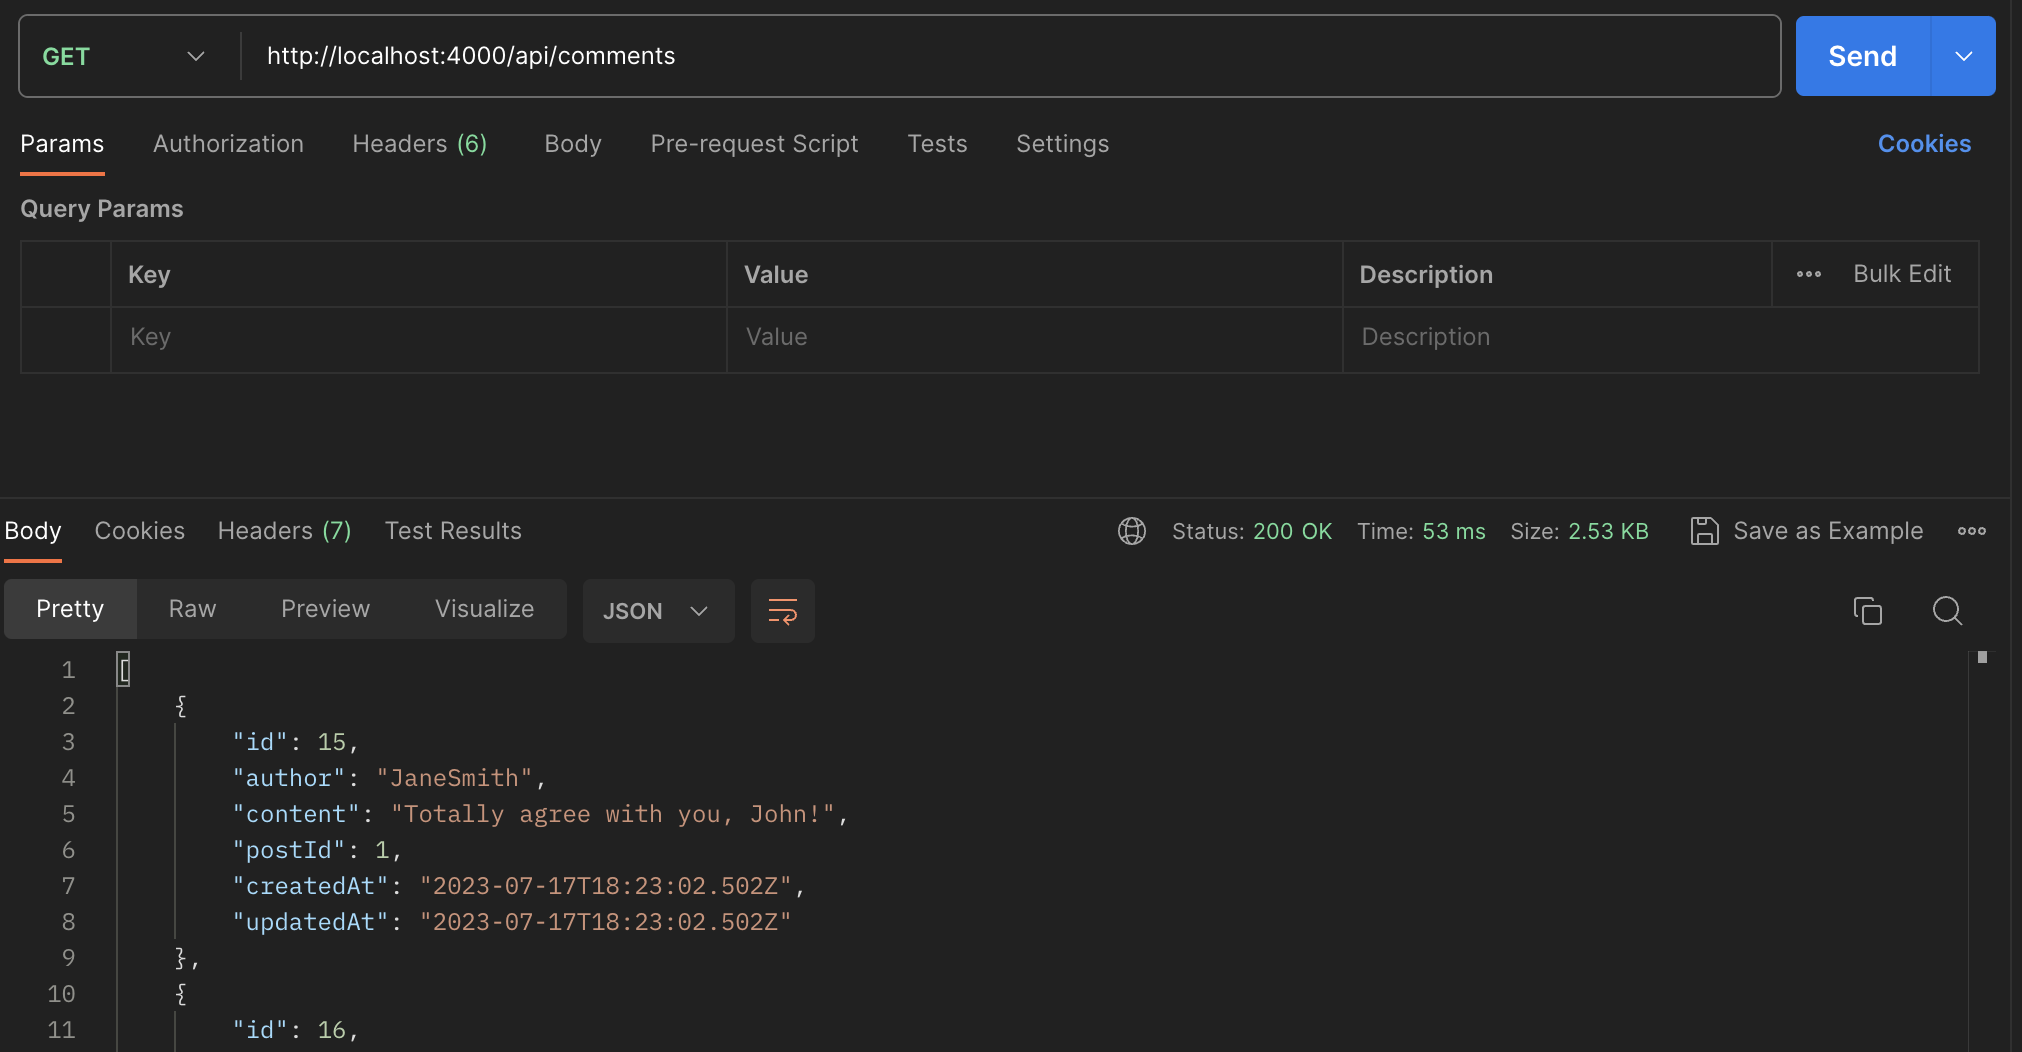 GET http://localhost:4000/api/comments Send
Params Authorization Headers (6) Body Pre-request Script Tests Settings Cookies
Query Params
Key Value Description Bulk Edit
Key Value Description
Body Cookies Headers (7) Test Results Status: 200 OK Time: 53 ms Size: 2.53 KB Save as Example
Pretty Raw Preview Visualize JSON
1 [
2 {
3 "id": 15,
4 "author": "JaneSmith",
5 "content": "Totally agree with you, John!",
6 "postId": 1,
7 "createdAt": "2023-07-17T18:23:02.502Z",
8 "updatedAt": "2023-07-17T18:23:02.502Z"
9 },
10 {
11 "id": 16,